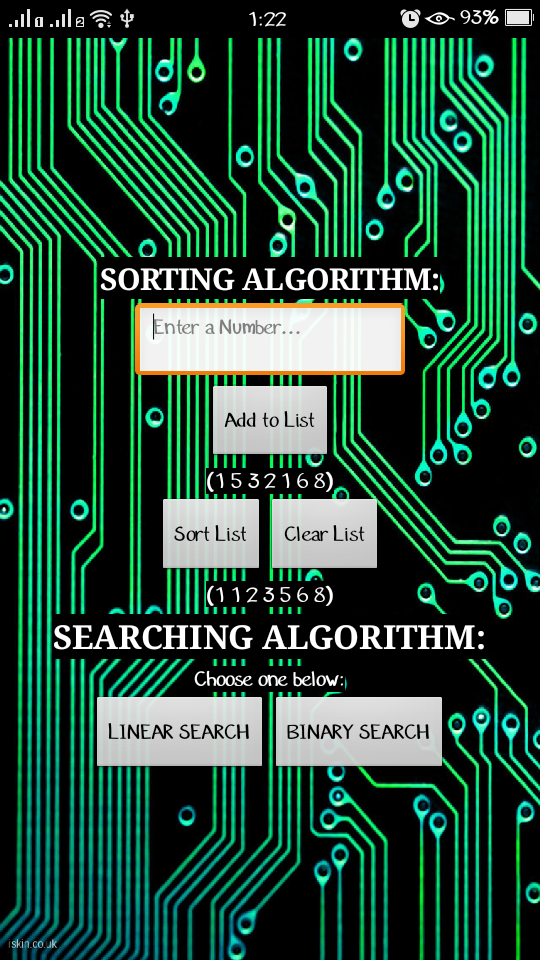 1:22 93%
SORTING ALGORITHM:
Enter a Number...
Add to List
(1 5 3 2 1 6 8)
Sort List Clear List
(1 1 2 3 5 6 8)
SEARCHING ALGORITHM:
Choose one below:
LINEAR SEARCH BINARY SEARCH
iskin.co.uk